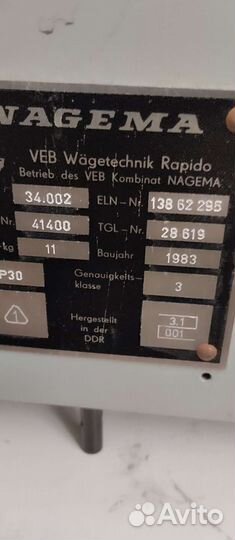 NAGEMA
VEB Wägetechnik Rapido
Betrieb des VEB Kombinat NAGEMA
34.002 ELN-Nr. 138 62 295
Nr. 41400 TGL-Nr. 28 619
-kg 11 Baujahr 1983
P30 Genauigkeits-
klasse 3
1 Hergestellt 3.1
in der 001
DDR
Avito